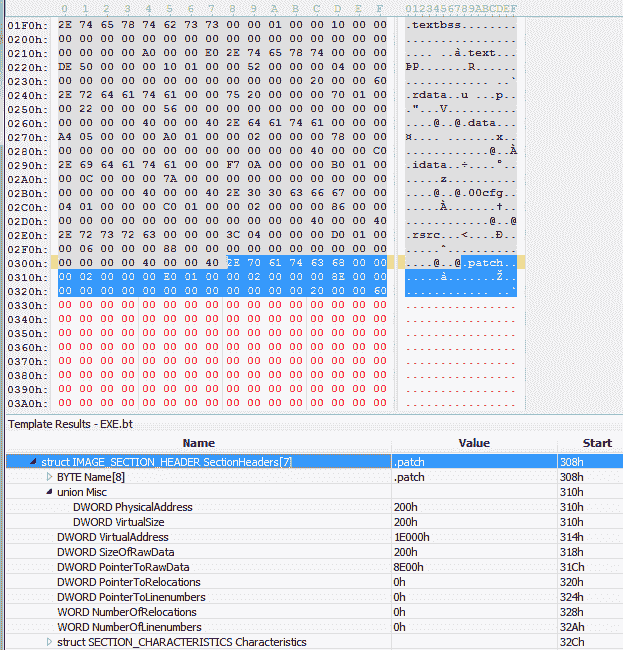 0 1 2 3 4 5 6 7 8 9 A B C D E F 0123456789ABCDEF
01F0h: 2E 74 65 78 74 62 73 73 00 00 01 00 00 10 00 00 .textbss........
0200h: 00 00 00 00 00 00 00 00 00 00 00 00 00 00 00 00 ................
0210h: 00 00 00 00 A0 00 00 E0 2E 74 65 78 74 00 00 00 .... ..à.text...
0220h: DE 50 00 00 00 10 01 00 00 52 00 00 00 04 00 00 ÞP.......R......
0230h: 00 00 00 00 00 00 00 00 00 00 00 00 20 00 00 60 ............ ..`
0240h: 2E 72 64 61 74 61 00 00 75 20 00 00 00 70 01 00 .rdata..u ...p..
0250h: 00 22 00 00 00 56 00 00 00 00 00 00 00 00 00 00 ."...V..........
0260h: 00 00 00 00 40 00 00 40 2E 64 61 74 61 00 00 00 ....@..@.data...
0270h: A4 05 00 00 00 A0 01 00 00 02 00 00 00 78 00 00 ¤.... .......x..
0280h: 00 00 00 00 00 00 00 00 00 00 00 00 40 00 00 C0 ............@..À
0290h: 2E 69 64 61 74 61 00 00 F7 0A 00 00 00 B0 01 00 .idata..÷....°..
02A0h: 00 0C 00 00 00 7A 00 00 00 00 00 00 00 00 00 00 .....z..........
02B0h: 00 00 00 00 40 00 00 40 2E 30 30 63 66 67 00 00 ....@..@.00cfg..
02C0h: 04 01 00 00 00 C0 01 00 00 02 00 00 00 86 00 00 .....À.......†..
02D0h: 00 00 00 00 00 00 00 00 00 00 00 00 40 00 00 40 ............@..@
02E0h: 2E 72 73 72 63 00 00 00 3C 04 00 00 00 D0 01 00 .rsrc...<....Ð..
02F0h: 00 06 00 00 00 88 00 00 00 00 00 00 00 00 00 00 .....ˆ..........
0300h: 00 00 00 00 40 00 00 40 2E 70 61 74 63 68 00 00 ....@..@.patch..
0310h: 00 02 00 00 00 E0 01 00 00 02 00 00 00 8E 00 00 .....à.......Ž..
0320h: 00 00 00 00 00 00 00 00 00 00 00 00 20 00 00 60 ............ ..`
0330h: 00 00 00 00 00 00 00 00 00 00 00 00 00 00 00 00 ................
0340h: 00 00 00 00 00 00 00 00 00 00 00 00 00 00 00 00 ................
0350h: 00 00 00 00 00 00 00 00 00 00 00 00 00 00 00 00 ................
0360h: 00 00 00 00 00 00 00 00 00 00 00 00 00 00 00 00 ................
0370h: 00 00 00 00 00 00 00 00 00 00 00 00 00 00 00 00 ................
0380h: 00 00 00 00 00 00 00 00 00 00 00 00 00 00 00 00 ................
0390h: 00 00 00 00 00 00 00 00 00 00 00 00 00 00 00 00 ................
03A0h: 00 00 00 00 00 00 00 00 00 00 00 00 00 00 00 00 ................
Template Results - EXE.bt
Name Value Start
struct IMAGE_SECTION_HEADER SectionHeaders[7] .patch 308h
BYTE Name[8] .patch 308h
union Misc 310h
DWORD PhysicalAddress 200h 310h
DWORD VirtualSize 200h 310h
DWORD VirtualAddress 1E000h 314h
DWORD SizeOfRawData 200h 318h
DWORD PointerToRawData 8E00h 31Ch
DWORD PointerToRelocations 0h 320h
DWORD PointerToLinenumbers 0h 324h
WORD NumberOfRelocations 0h 328h
WORD NumberOfLinenumbers 0h 32Ah
struct SECTION_CHARACTERISTICS Characteristics 32Ch